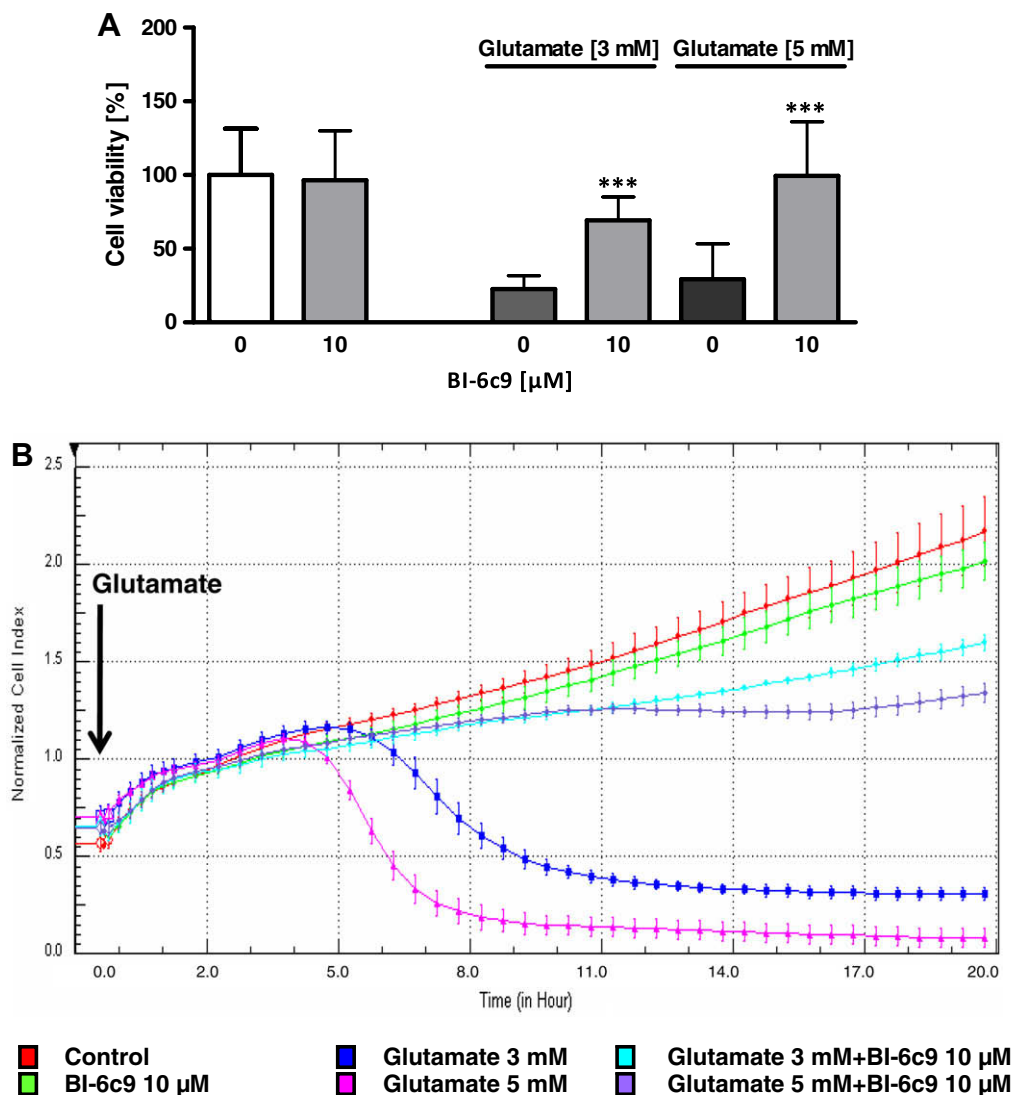 A
200
150
100
50
0
Cell viability [%]
Glutamate [3 mM] Glutamate [5 mM]
***
***
0 10 0 10 0 10
BI-6c9 [µM]
B
2.5
2.0
1.5
1.0
0.5
0.0
Normalized Cell Index
Glutamate
0.0 2.0 5.0 8.0 11.0 14.0 17.0 20.0
Time (in Hour)
Control Glutamate 3 mM Glutamate 3 mM+BI-6c9 10 µM
BI-6c9 10 µM Glutamate 5 mM Glutamate 5 mM+BI-6c9 10 µM